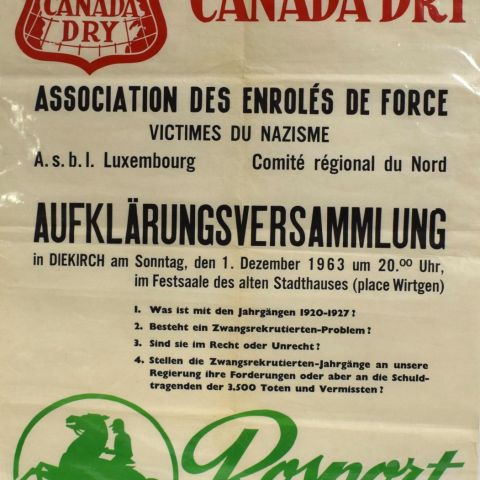 CANADA
DRY
CANADA DRY
ASSOCIATION DES ENROLÉS DE FORCE
VICTIMES DU NAZISME
A.s.b.l. Luxembourg Comité régional du Nord
AUFKLÄRUNGSVERSAMMLUNG
in DIEKIRCH am Sonntag, den 1. Dezember 1963 um 20.00 Uhr,
im Festsaale des alten Stadthauses (place Wirtgen)
1. Was ist mit den Jahrgängen 1920-1927?
2. Besteht ein Zwangsrekrutierten-Problem?
3. Sind sie im Recht oder Unrecht?
4. Stellen die Zwangsrekrutierten-Jahrgänge an unsere
Regierung ihre Forderungen oder aber an die Schuld-
tragenden der 3.500 Toten und Vermissten?
Rosport